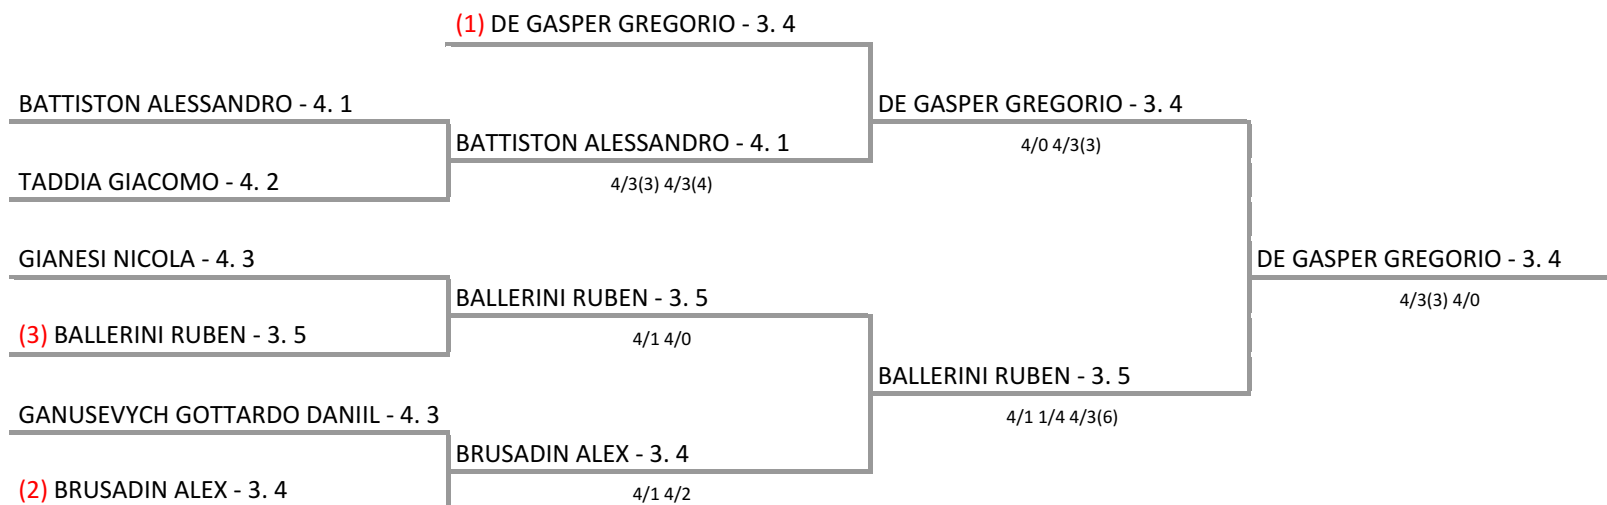 (1) DE GASPER GREGORIO - 3. 4
BATTISTON ALESSANDRO - 4. 1
DE GASPER GREGORIO - 3. 4
BATTISTON ALESSANDRO - 4. 1
4/0 4/3(3)
TADDIA GIACOMO - 4. 2
4/3(3) 4/3(4)
GIANESI NICOLA - 4. 3
DE GASPER GREGORIO - 3. 4
BALLERINI RUBEN - 3. 5
4/3(3) 4/0
(3) BALLERINI RUBEN - 3. 5
4/1 4/0
BALLERINI RUBEN - 3. 5
GANUSEVYCH GOTTARDO DANIIL - 4. 3
4/1 1/4 4/3(6)
BRUSADIN ALEX - 3. 4
(2) BRUSADIN ALEX - 3. 4
4/1 4/2